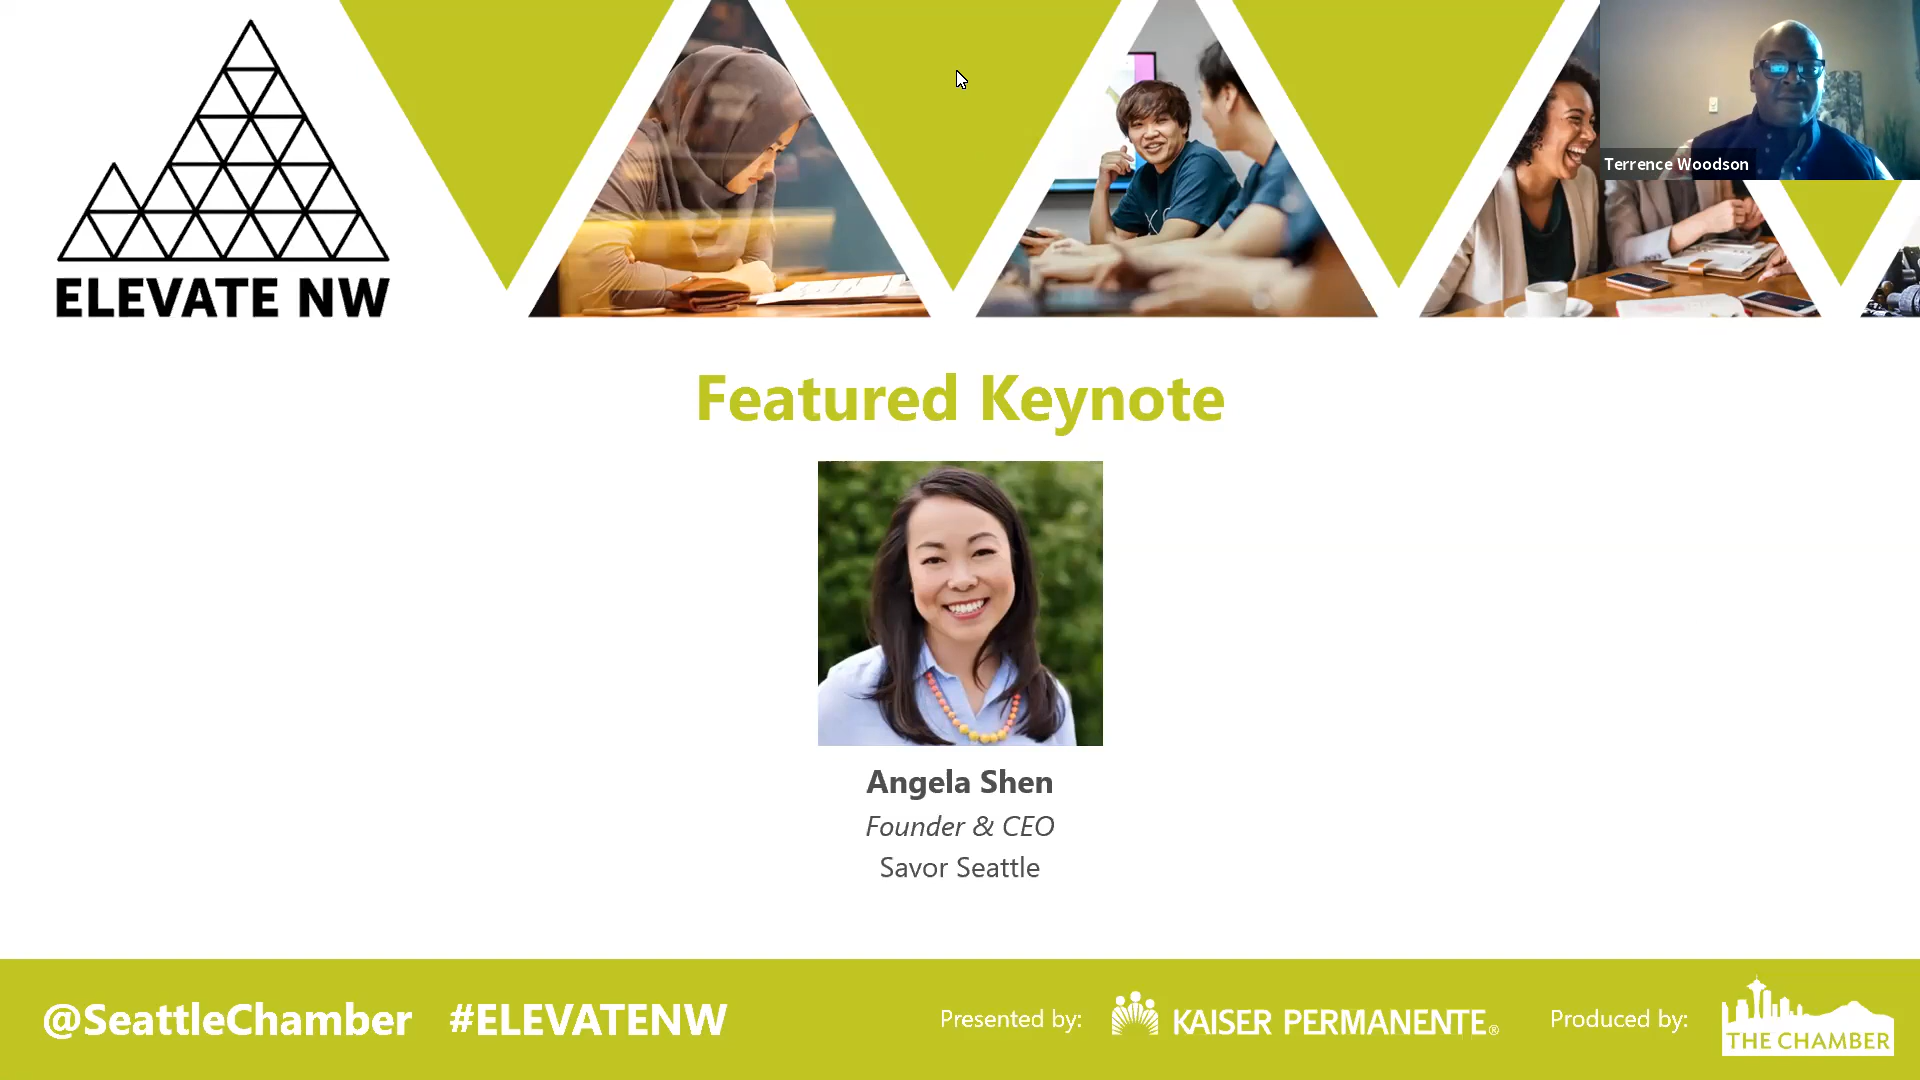 ELEVATE NW
Terrence Woodson
Featured Keynote
Angela Shen
Founder & CEO
Savor Seattle
@SeattleChamber #ELEVATENW
Presented by:
KAISER PERMANENTE®
Produced by:
THE CHAMBER